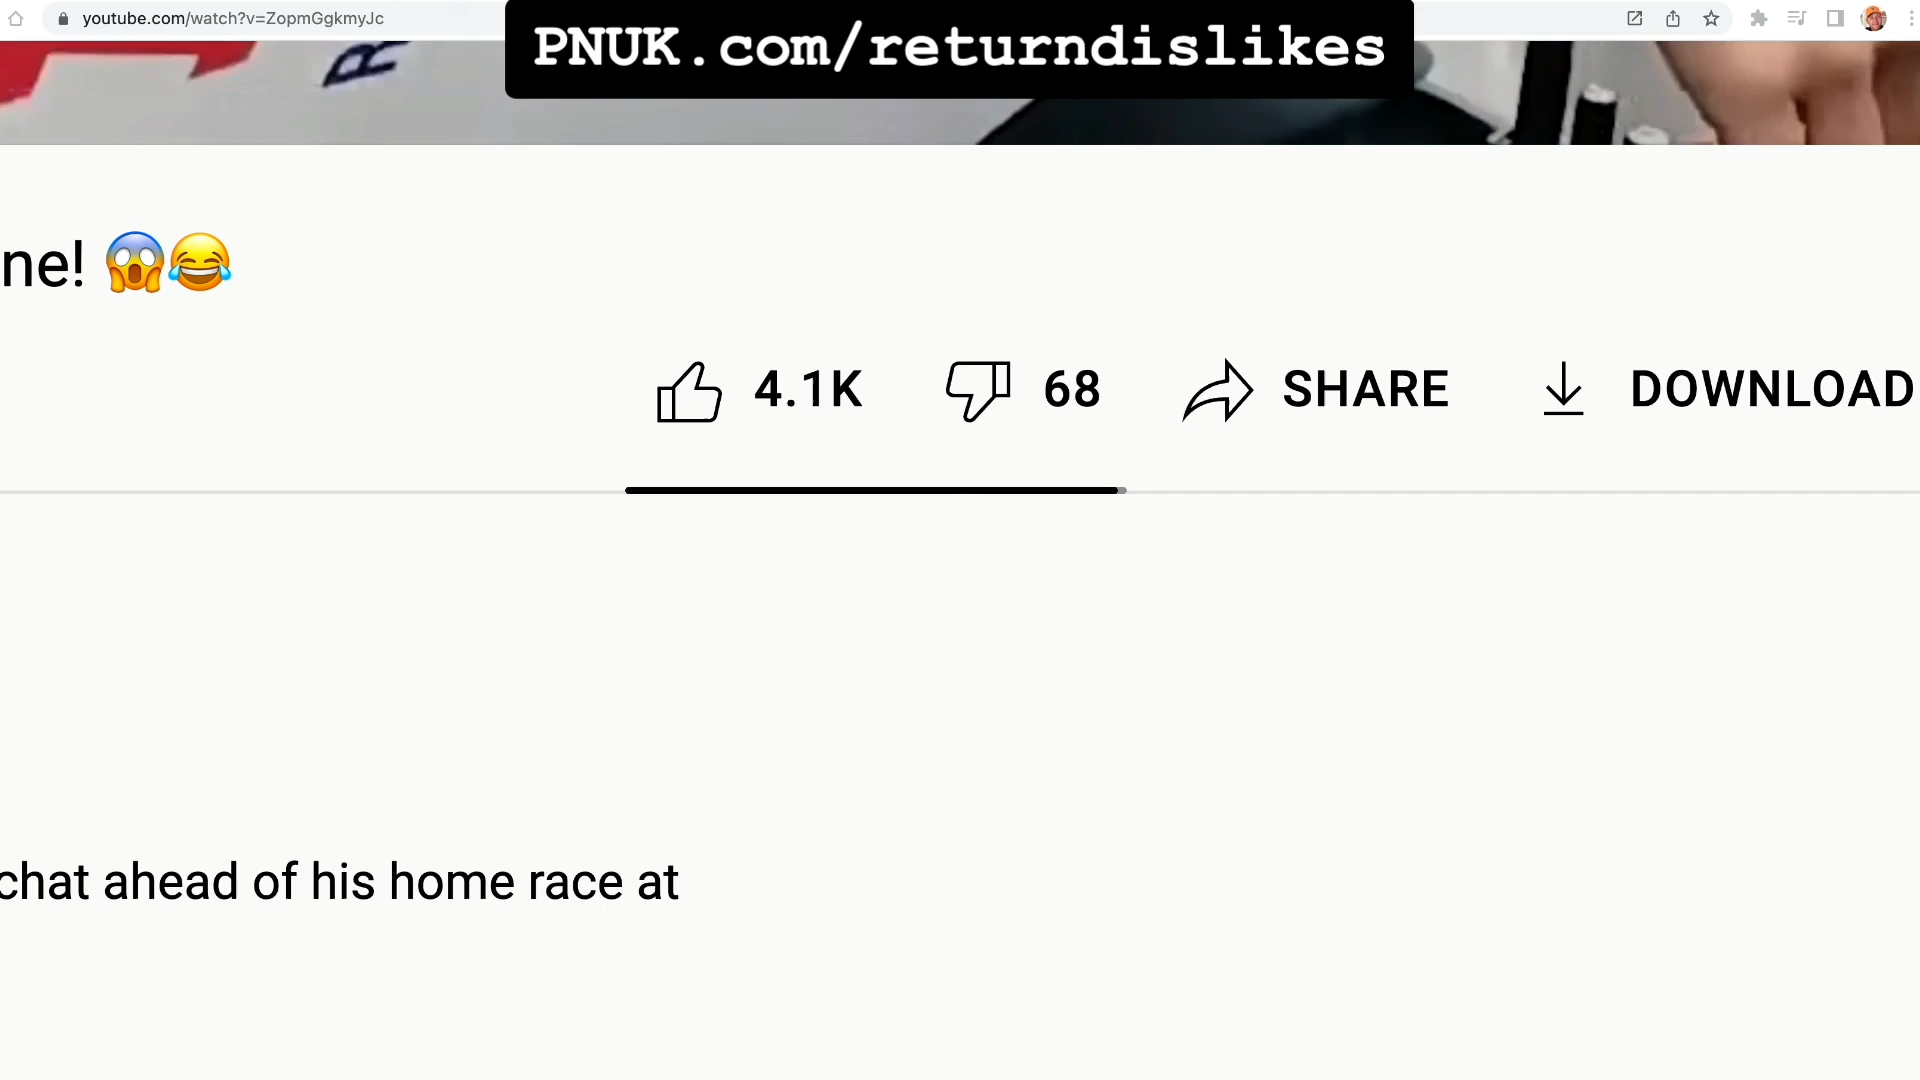 youtube.com/watch?v=ZopmGgkmyJc
PNUK.com/returndislikes
R
ne! 😱😂
4.1K 68 SHARE DOWNLOAD
chat ahead of his home race at